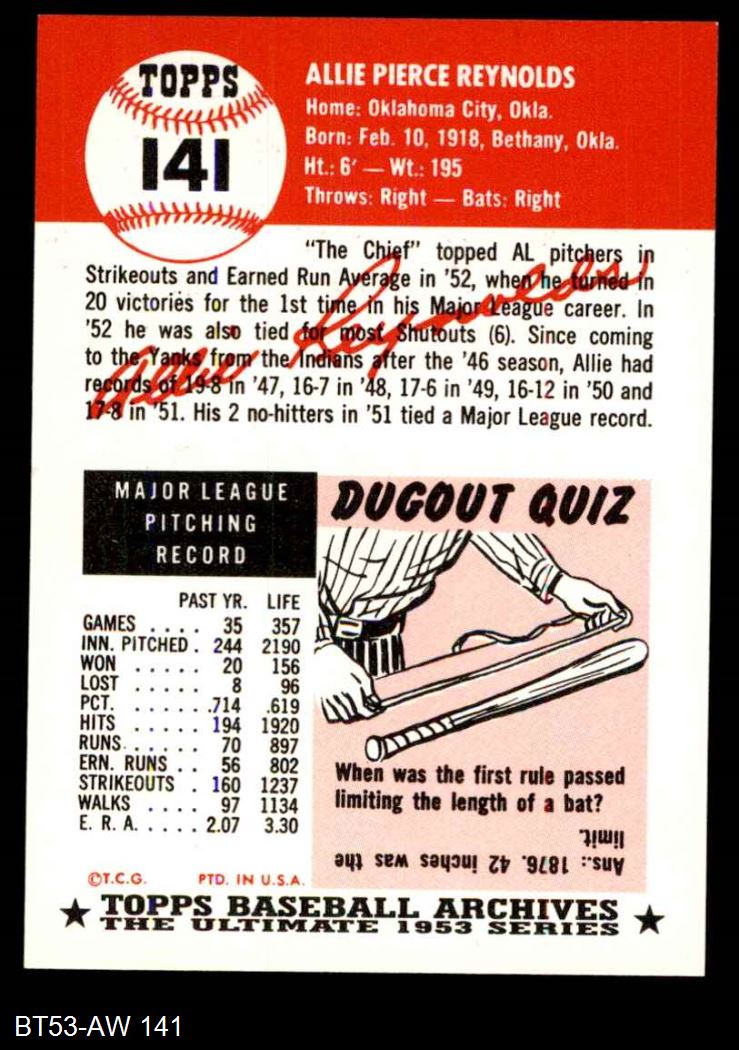 TOPPS
141
ALLIE PIERCE REYNOLDS
Home: Oklahoma City, Okla.
Born: Feb. 10, 1918, Bethany, Okla.
Ht.: 6' — Wt.: 195
Throws: Right — Bats: Right
"The Chief" topped AL pitchers in
Strikeouts and Earned Run Average in '52, when he turned in
20 victories for the 1st time in his Major League career. In
'52 he was also tied for most Shutouts (6). Since coming
to the Yanks from the Indians after the '46 season, Allie had
records of 19-8 in '47, 16-7 in '48, 17-6 in '49, 16-12 in '50 and
17-8 in '51. His 2 no-hitters in '51 tied a Major League record.
Allie Reynolds
MAJOR LEAGUE
PITCHING
RECORD
PAST YR. LIFE
GAMES . . . . 35 357
INN. PITCHED . 244 2190
WON . . . . . 20 156
LOST . . . . . 8 96
PCT. . . . . . .714 .619
HITS . . . . . 194 1920
RUNS. . . . . 70 897
ERN. RUNS . . 56 802
STRIKEOUTS . 160 1237
WALKS . . . . 97 1134
E. R. A. . . . . 2.07 3.30
DUGOUT QUIZ
When was the first rule passed
limiting the length of a bat?
Ans.: 1876. 42 inches was the
limit.
©T.C.G. PTD. IN U.S.A.
★ TOPPS BASEBALL ARCHIVES ★
THE ULTIMATE 1953 SERIES
BT53-AW 141